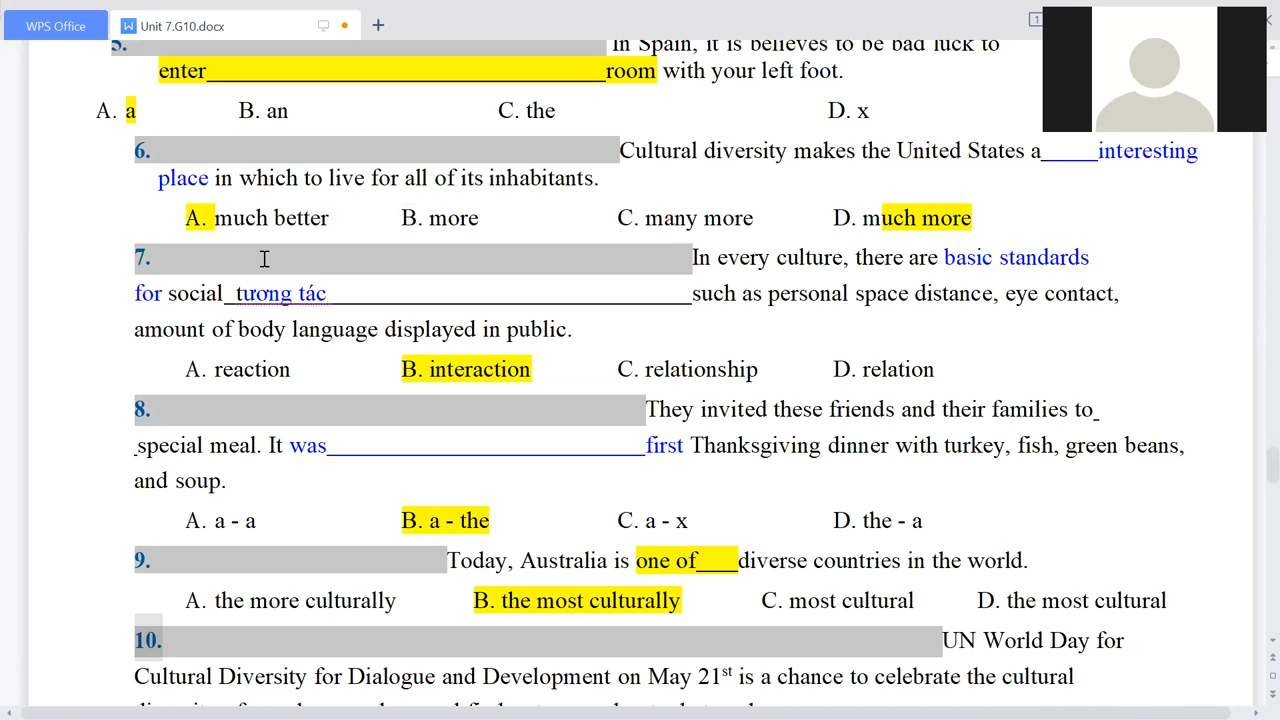 WPS Office
Unit 7.G10.docx
1
5. In Spain, it is believes to be bad luck to
enter room with your left foot.
A. a B. an C. the D. x
6. Cultural diversity makes the United States a_____interesting
place in which to live for all of its inhabitants.
A. much better B. more C. many more D. much more
7. In every culture, there are basic standards
for social_tương tác such as personal space distance, eye contact,
amount of body language displayed in public.
A. reaction B. interaction C. relationship D. relation
8. They invited these friends and their families to_
_special meal. It was first Thanksgiving dinner with turkey, fish, green beans,
and soup.
A. a - a B. a - the C. a - x D. the - a
9. Today, Australia is one of___diverse countries in the world.
A. the more culturally B. the most culturally C. most cultural D. the most cultural
10. UN World Day for
Cultural Diversity for Dialogue and Development on May 21st is a chance to celebrate the cultural